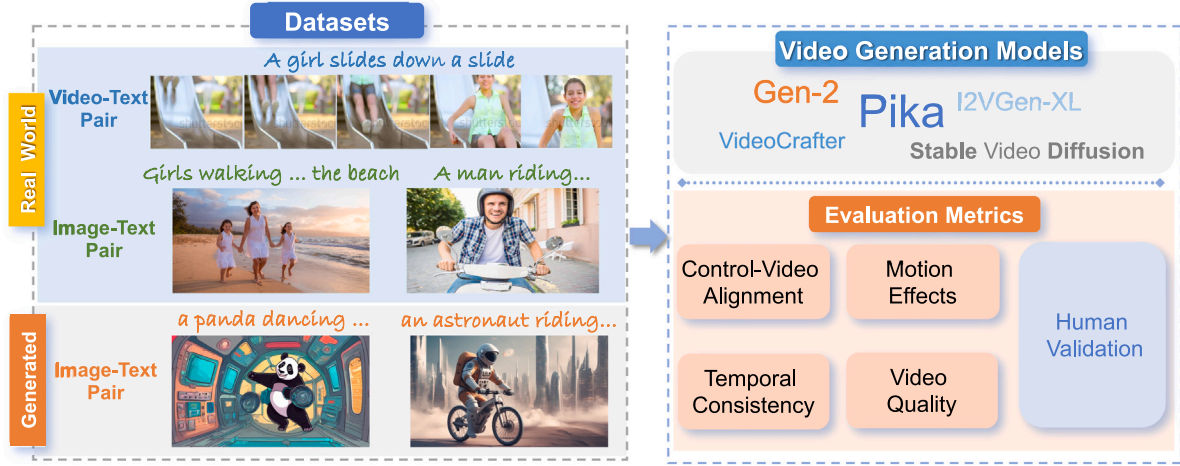 Datasets
Real World
A girl slides down a slide
Video-Text
Pair
Girls walking ... the beach
A man riding...
Image-Text
Pair
Generated
a panda dancing ...
an astronaut riding...
Image-Text
Pair
Video Generation Models
Gen-2
Pika
I2VGen-XL
VideoCrafter
Stable Video Diffusion
Evaluation Metrics
Control-Video
Alignment
Motion
Effects
Human
Validation
Temporal
Consistency
Video
Quality